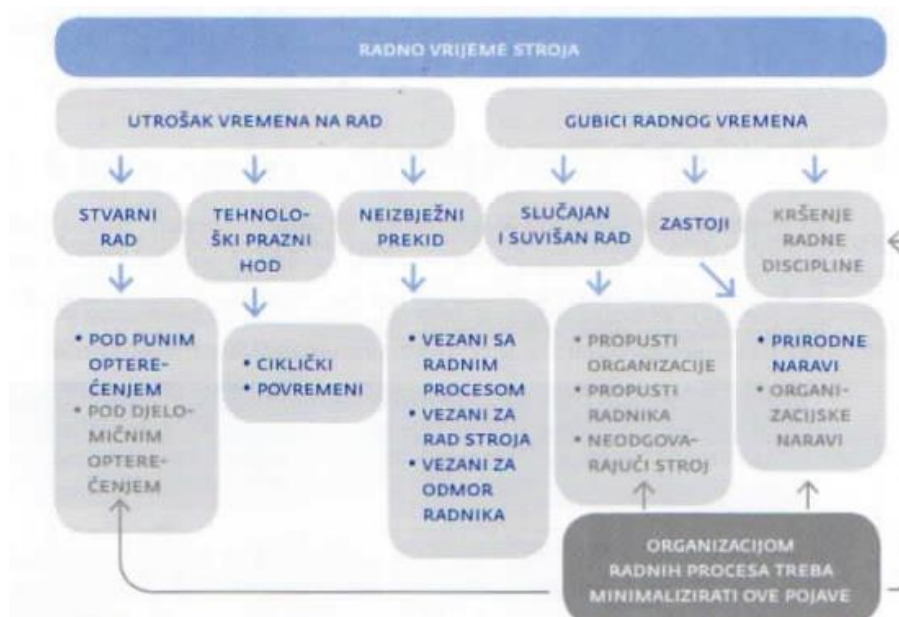 RADNO VRIJEME STROJA
UTROŠAK VREMENA NA RAD
GUBICI RADNOG VREMENA
STVARNI
RAD
TEHNOLO-
ŠKI PRAZNI
HOD
NEIZBJEŽNI
PREKID
SLUČAJAN
I SUVIŠAN RAD
ZASTOJI
KRŠENJE
RADNE
DISCIPLINE
• POD PUNIM
OPTERE-
ĆENJEM
• POD DJELO-
MIČNIM
OPTERE-
ĆENJEM
• CIKLIČKI
• POVREMENI
• VEZANI SA
RADNIM
PROCESOM
• VEZANI ZA
RAD STROJA
• VEZANI ZA
ODMOR
RADNIKA
• PROPUSTI
ORGANIZACIJE
• PROPUSTI
RADNIKA
• NEODGOVA-
RAJUĆI STROJ
• PRIRODNE
NARAVI
• ORGANI-
ZACIJSKE
NARAVI
ORGANIZACIJOM
RADNIH PROCESA TREBA
MINIMALIZIRATI OVE POJAVE